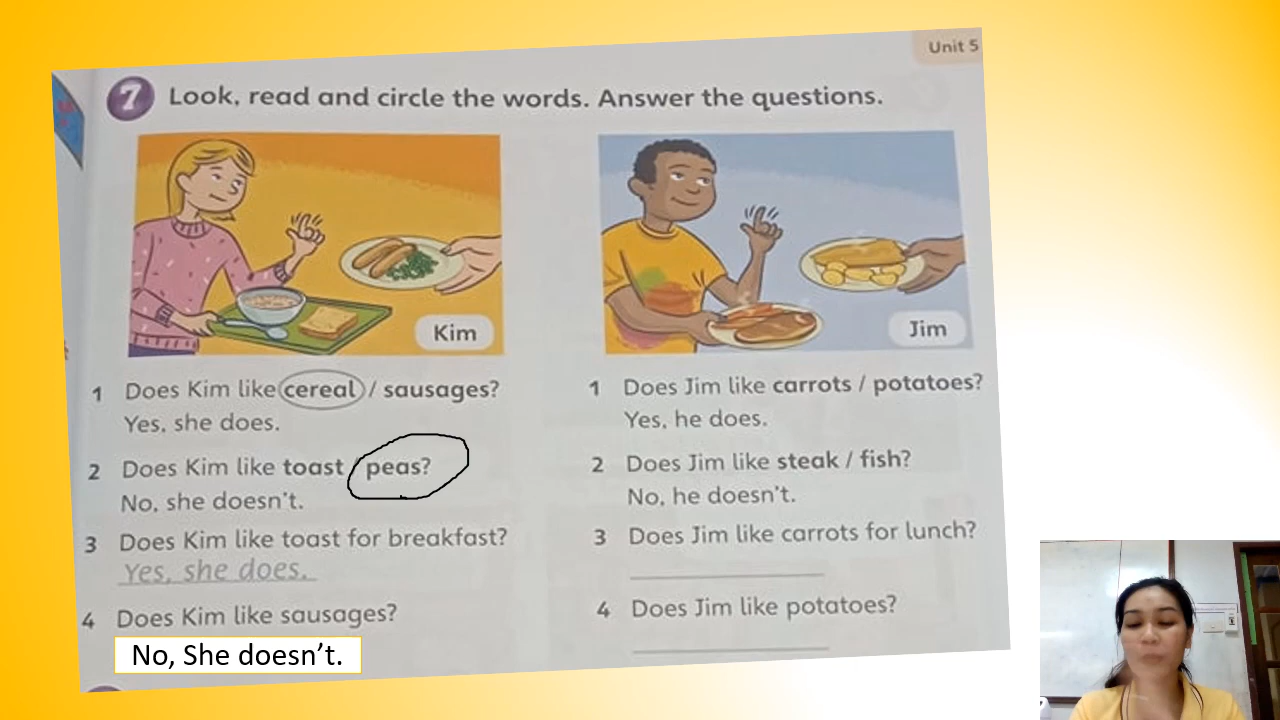 Unit 5
7 Look, read and circle the words. Answer the questions.
Kim
1 Does Kim like cereal / sausages?
Yes, she does.
2 Does Kim like toast / peas?
No, she doesn't.
3 Does Kim like toast for breakfast?
Yes, she does.
4 Does Kim like sausages?
No, She doesn't.
Jim
1 Does Jim like carrots / potatoes?
Yes, he does.
2 Does Jim like steak / fish?
No, he doesn't.
3 Does Jim like carrots for lunch?
4 Does Jim like potatoes?